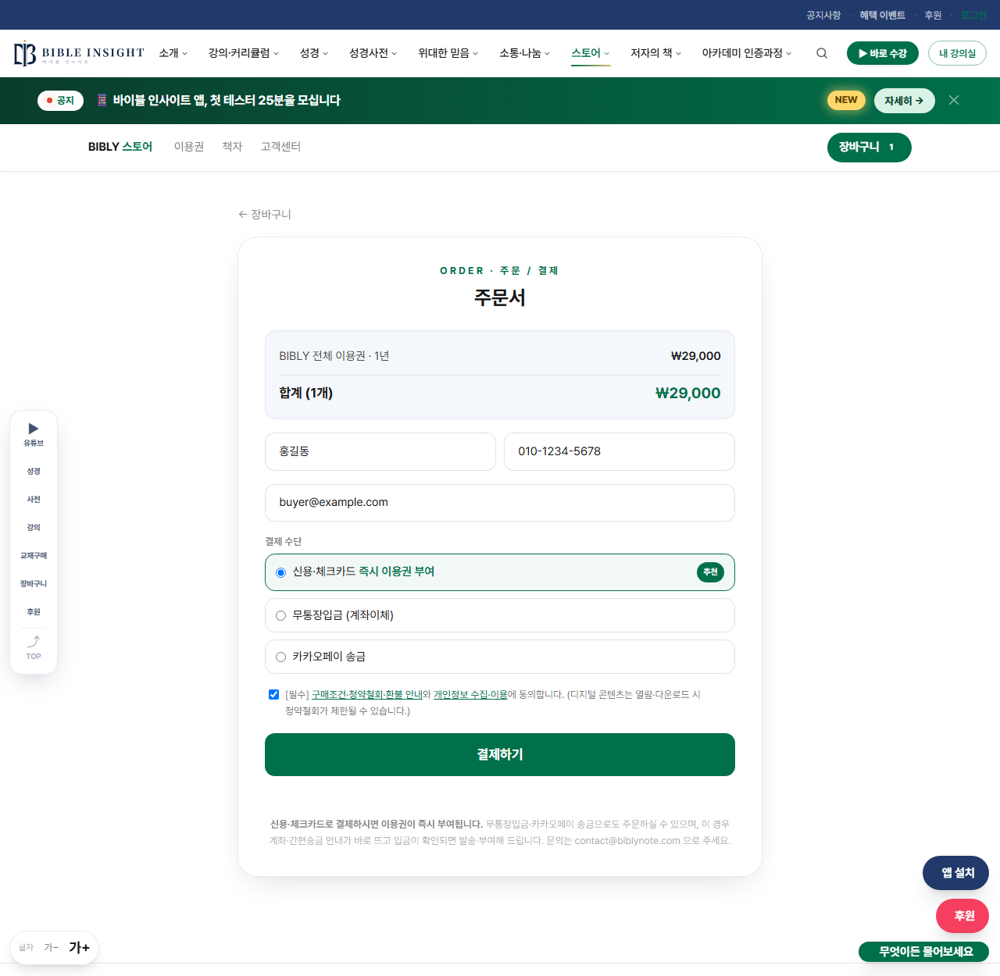 공지사항 · 혜택 이벤트 · 후원 · 로그인
BIBLE INSIGHT
바이블 인사이트
소개 강의·커리큘럼 성경 성경사전 위대한 믿음 소통·나눔 스토어 저자의 책 아카데미 인증과정 ▶ 바로 수강 내 강의실
공지 바이블 인사이트 앱, 첫 테스터 25분을 모십니다 NEW 자세히 →
BIBLY 스토어 이용권 책자 고객센터 장바구니 1
← 장바구니
ORDER · 주문 / 결제
주문서
BIBLY 전체 이용권 · 1년 ₩29,000
합계 (1개) ₩29,000
홍길동 010-1234-5678
buyer@example.com
결제 수단
신용·체크카드 즉시 이용권 부여 추천
무통장입금 (계좌이체)
카카오페이 송금
[필수] 구매조건·청약철회·환불 안내와 개인정보 수집·이용에 동의합니다. (디지털 콘텐츠는 열람·다운로드 시
청약철회가 제한될 수 있습니다.)
결제하기
신용·체크카드로 결제하시면 이용권이 즉시 부여됩니다. 무통장입금·카카오페이 송금으로도 주문하실 수 있으며, 이 경우
계좌·간편송금 안내가 바로 뜨고 입금이 확인되면 발송·부여해 드립니다. 문의는 contact@biblynote.com 으로 주세요.
유튜브
성경
사전
강의
교재구매
장바구니
후원
TOP
앱 설치
후원
무엇이든 물어보세요
글자 가- 가+